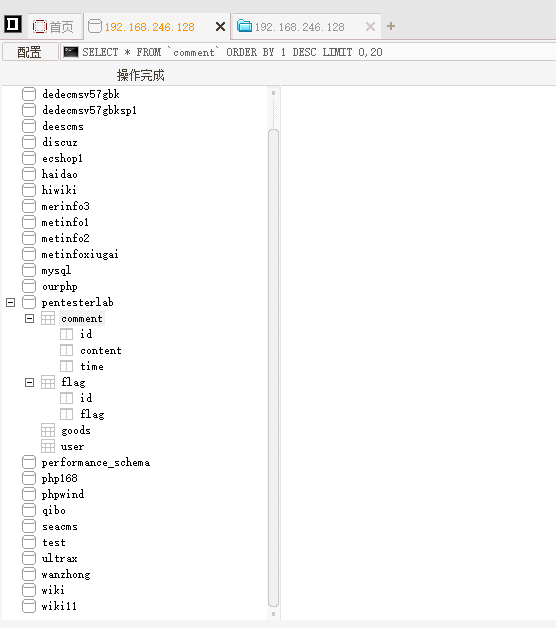 首页 192.168.246.128 192.168.246.128
配置 SELECT * FROM `comment` ORDER BY 1 DESC LIMIT 0,20
操作完成
dedecmsv57gbk
dedecmsv57gbksp1
deescms
discuz
ecshop1
haidao
hiwiki
merinfo3
metinfo1
metinfo2
metinfoxiugai
mysql
ourphp
pentesterlab
comment
id
content
time
flag
id
flag
goods
user
performance_schema
php168
phpwind
qibo
seacms
test
ultrax
wanzhong
wiki
wiki11